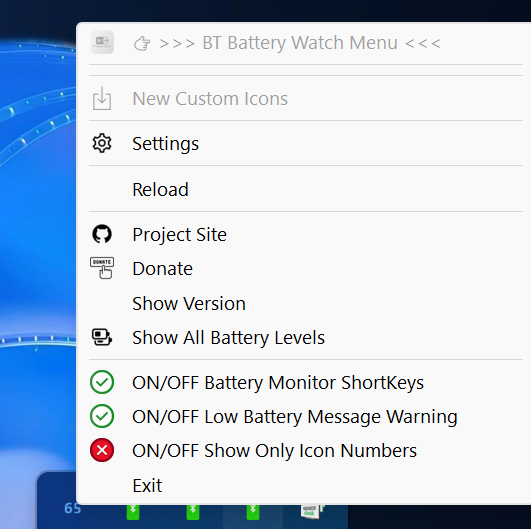 ☞ >>> BT Battery Watch Menu <<<
New Custom Icons
Settings
Reload
Project Site
DONATE
Donate
Show Version
Show All Battery Levels
ON/OFF Battery Monitor ShortKeys
ON/OFF Low Battery Message Warning
ON/OFF Show Only Icon Numbers
Exit
65